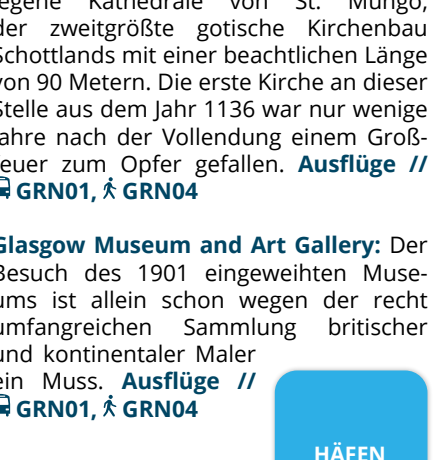 legene Kathedrale von St. Mungo,
der zweitgrößte gotische Kirchenbau
Schottlands mit einer beachtlichen Länge
von 90 Metern. Die erste Kirche an dieser
Stelle aus dem Jahr 1136 war nur wenige
Jahre nach der Vollendung einem Groß-
feuer zum Opfer gefallen. Ausflüge //
GRN01, GRN04
Glasgow Museum and Art Gallery: Der
Besuch des 1901 eingeweihten Muse-
ums ist allein schon wegen der recht
umfangreichen Sammlung britischer
und kontinentaler Maler
ein Muss. Ausflüge //
GRN01, GRN04
HÄFEN